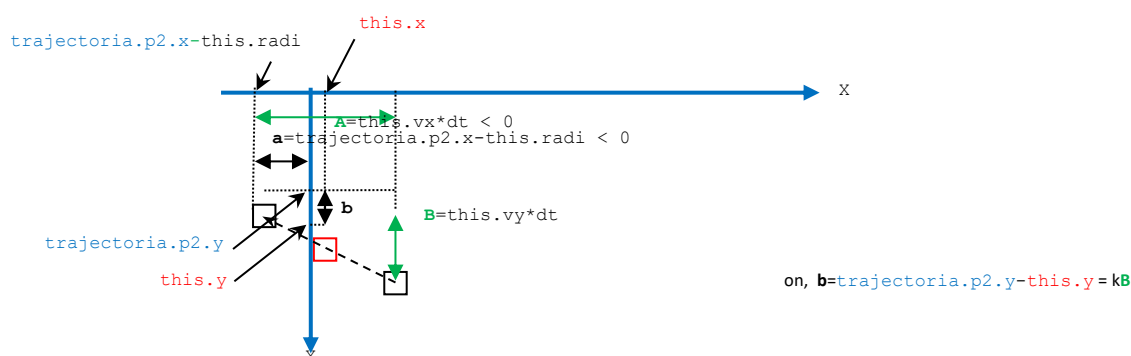 this.x
trajectoria.p2.x-this.radi
X
A=this.vx*dt < 0
a=trajectoria.p2.x-this.radi < 0
b
B=this.vy*dt
trajectoria.p2.y
this.y
on, b=trajectoria.p2.y-this.y = kB